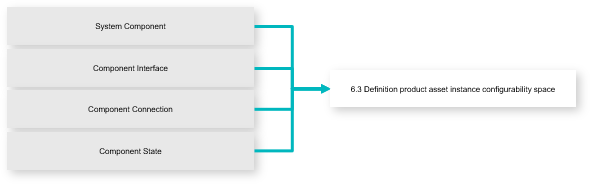 System Component
Component Interface
Component Connection
Component State
6.3 Definition product asset instance configurability space